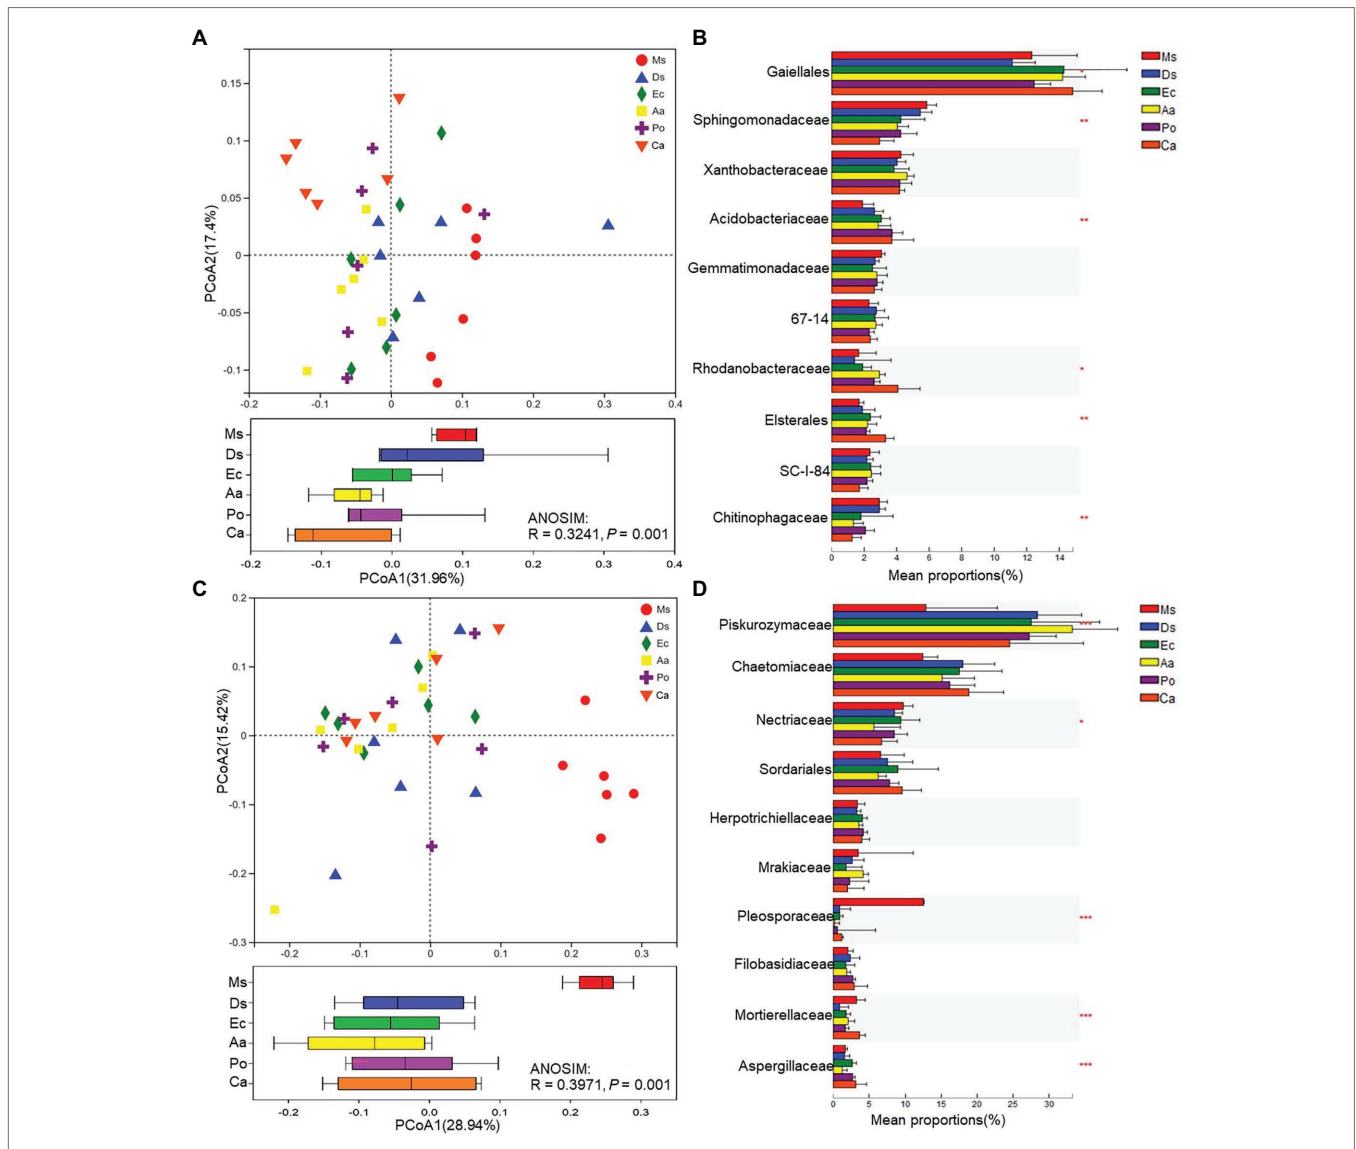 A
PCoA2(17.4%)
0.15
0.1
0.05
0
-0.05
-0.1
-0.2 -0.1 0 0.1 0.2 0.3 0.4
Ms
Ds
Ec
Aa
Po
Ca
Ms
Ds
Ec
Aa
Po
Ca
ANOSIM:
R = 0.3241, P = 0.001
-0.2 -0.1 0.0 0.1 0.2 0.3 0.4
PCoA1(31.96%)
B
Gaiellales *
Sphingomonadaceae **
Xanthobacteraceae
Acidobacteriaceae **
Gemmatimonadaceae
67-14
Rhodanobacteraceae *
Elsterales **
SC-I-84
Chitinophagaceae **
0 2 4 6 8 10 12 14
Mean proportions(%)
Ms
Ds
Ec
Aa
Po
Ca
C
PCoA2(15.42%)
0.2
0.1
0
-0.1
-0.2
-0.3
-0.2 -0.1 0 0.1 0.2 0.3
Ms
Ds
Ec
Aa
Po
Ca
Ms
Ds
Ec
Aa
Po
Ca
ANOSIM:
R = 0.3971, P = 0.001
-0.2 -0.1 0.0 0.1 0.2 0.3
PCoA1(28.94%)
D
Piskurozymaceae ***
Chaetomiaceae
Nectriaceae *
Sordariales
Herpotrichiellaceae
Mrakiaceae
Pleosporaceae ***
Filobasidiaceae
Mortierellaceae ***
Aspergillaceae ***
0 5 10 15 20 25 30
Mean proportions(%)
Ms
Ds
Ec
Aa
Po
Ca